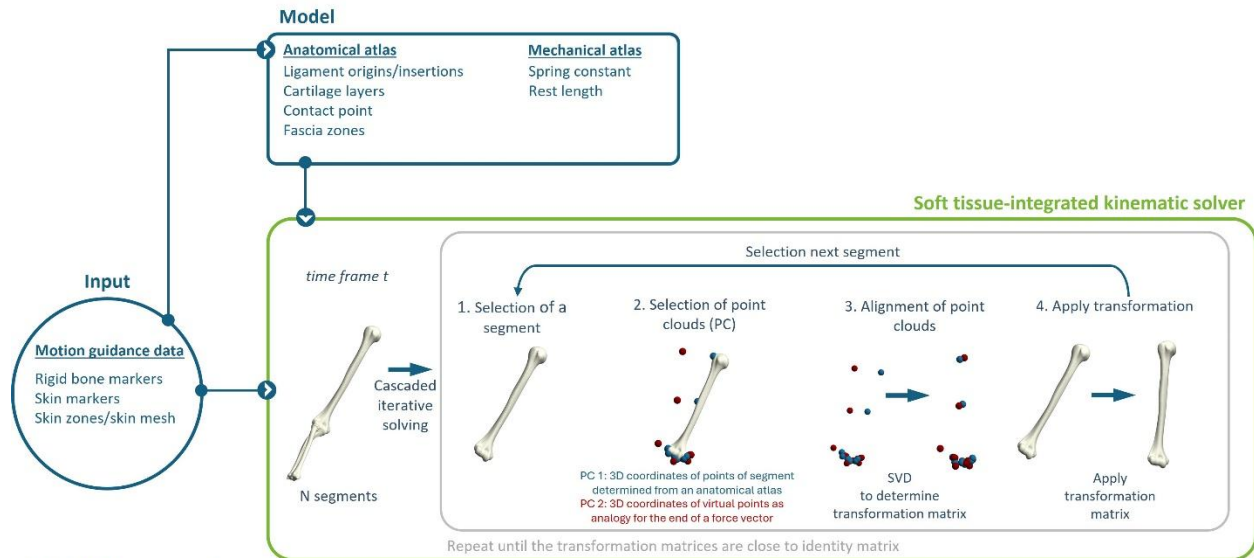 Model
Anatomical atlas
Ligament origins/insertions
Cartilage layers
Contact point
Fascia zones
Mechanical atlas
Spring constant
Rest length
Input
Motion guidance data
Rigid bone markers
Skin markers
Skin zones/skin mesh
Soft tissue-integrated kinematic solver
time frame t
N segments
Cascaded
iterative
solving
Selection next segment
1. Selection of a
segment
2. Selection of point
clouds (PC)
PC 1: 3D coordinates of points of segment
determined from an anatomical atlas
PC 2: 3D coordinates of virtual points as
analogy for the end of a force vector
3. Alignment of point
clouds
SVD
to determine
transformation matrix
4. Apply transformation
Apply
transformation
matrix
Repeat until the transformation matrices are close to identity matrix